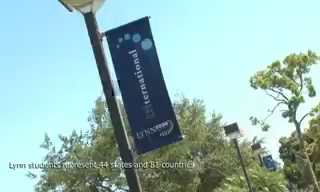 International
LYNN
Lynn students represent 44 states and 81 countries